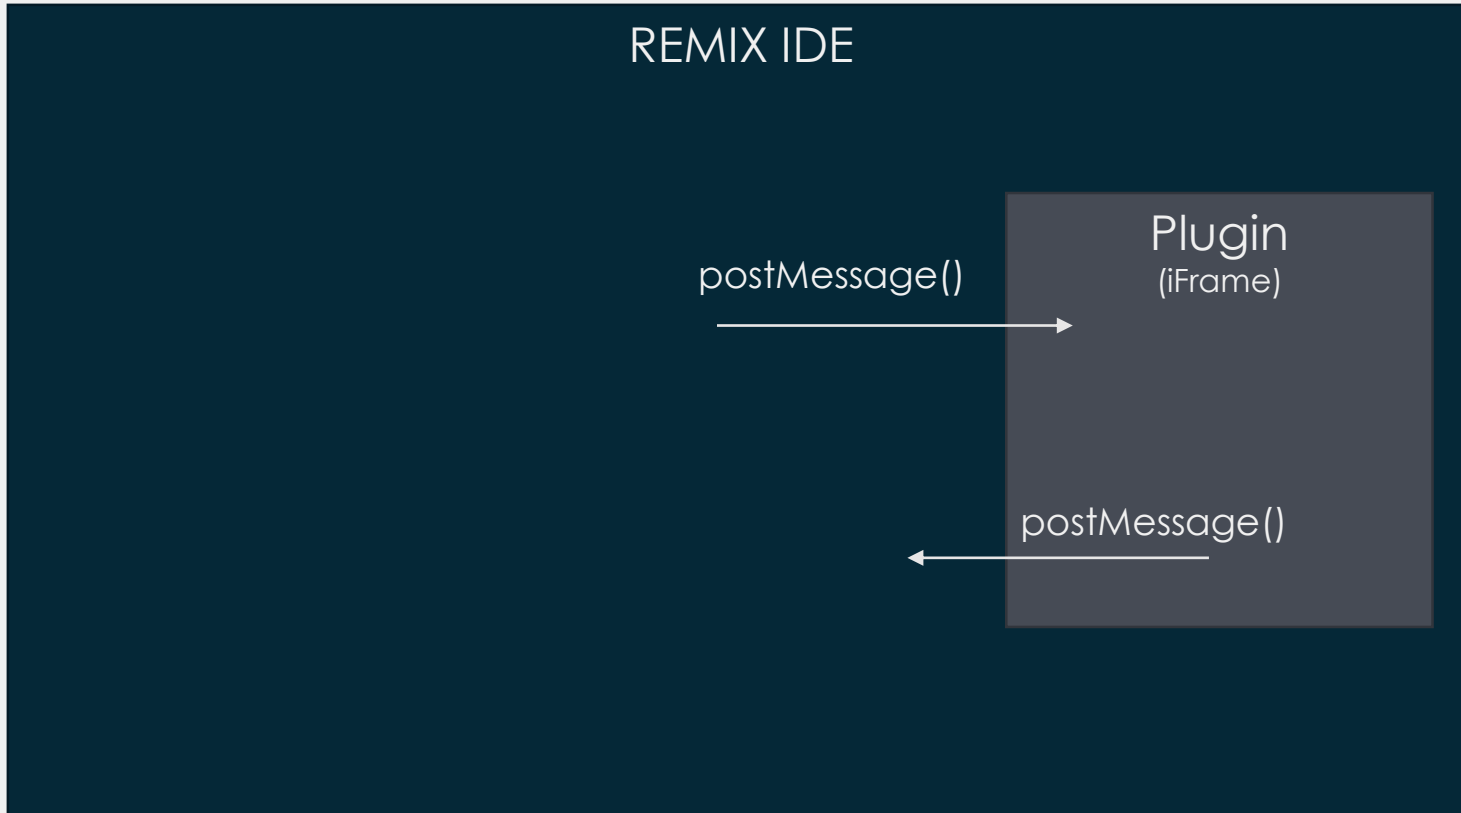 REMIX IDE
Plugin
(iFrame)
postMessage()
postMessage()